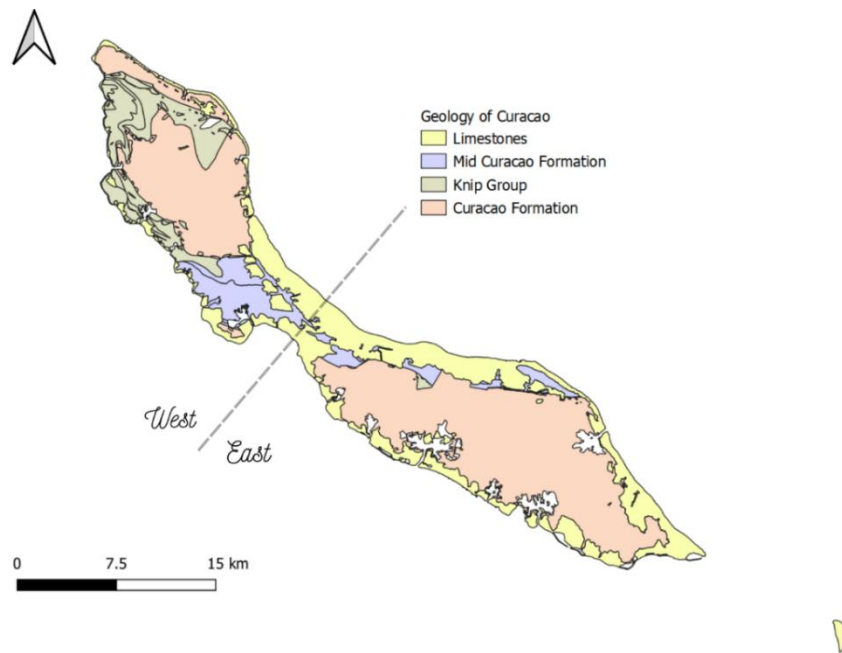 Geology of Curacao
Limestones
Mid Curacao Formation
Knip Group
Curacao Formation
West
East
0 7.5 15 km